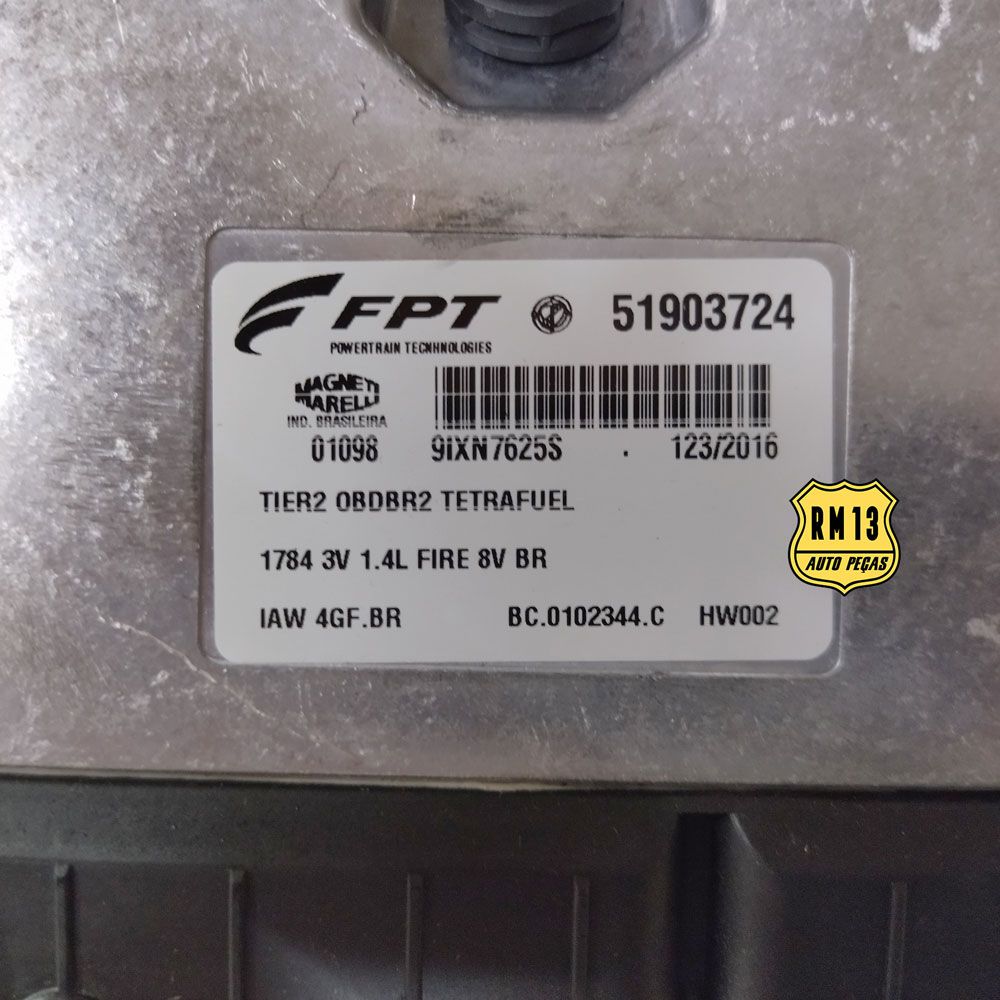 FPT 51903724
POWERTRAIN TECNHNOLOGIES
MAGNETI
MARELLI
IND. BRASILEIRA
01098 9IXN7625S . 123/2016
TIER2 OBDBR2 TETRAFUEL
1784 3V 1.4L FIRE 8V BR
IAW 4GF.BR BC.0102344.C HW002
RM 13
AUTO PEÇAS